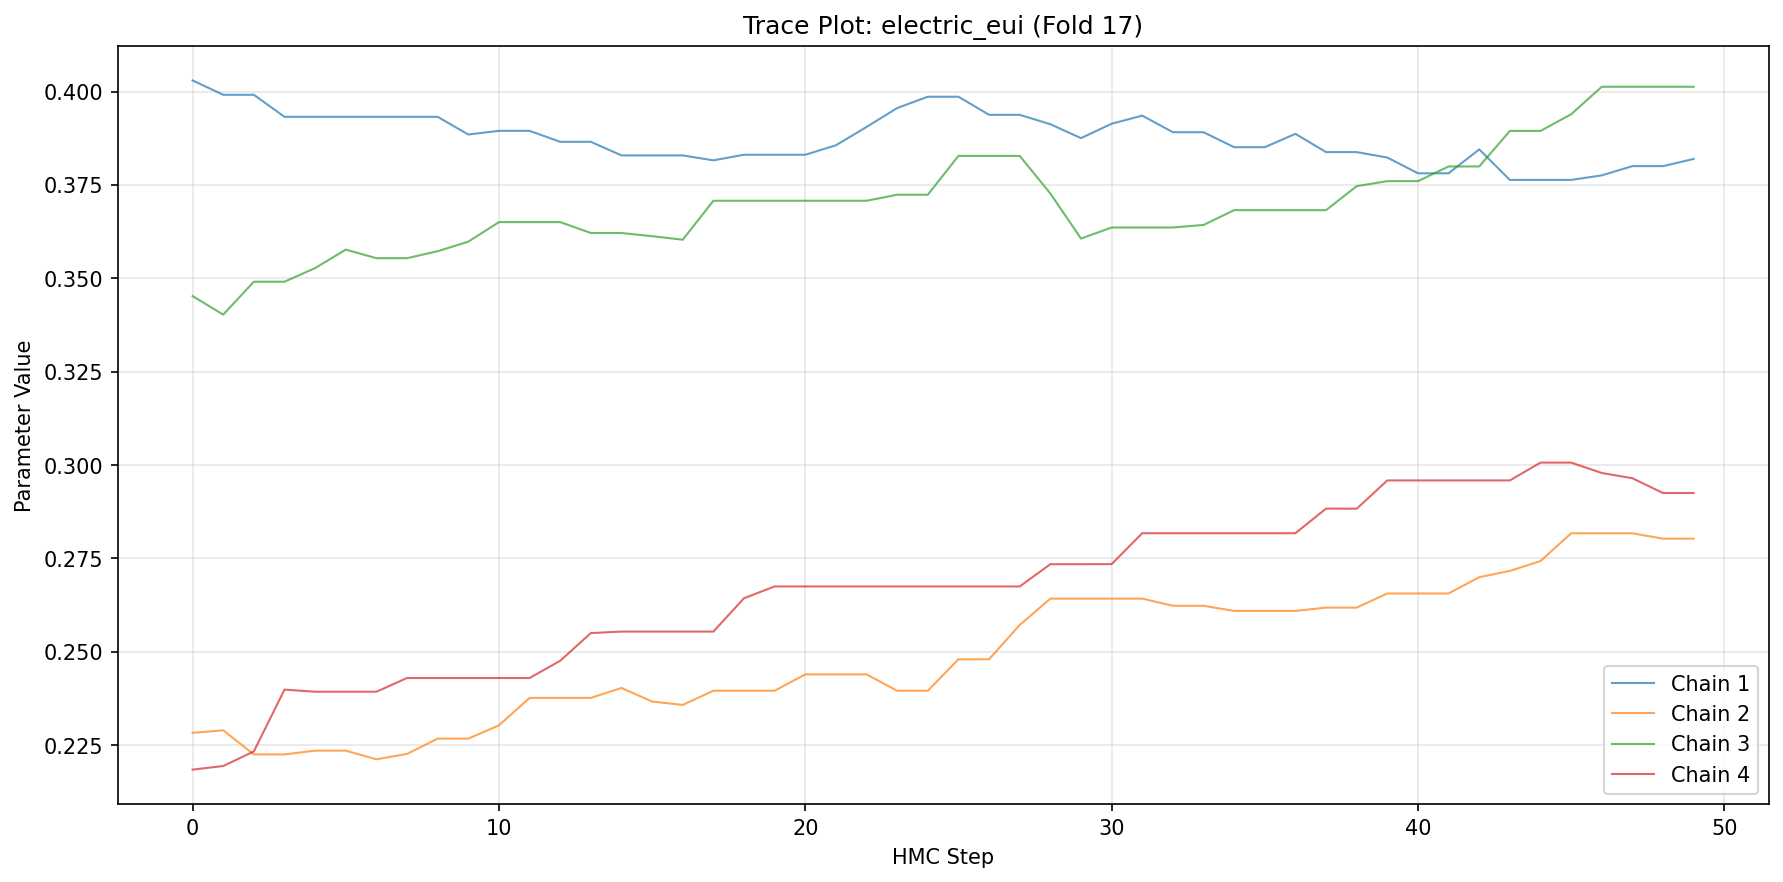 Trace Plot: electric_eui (Fold 17)
Parameter Value
0.400
0.375
0.350
0.325
0.300
0.275
0.250
0.225
0
10
20
30
40
50
HMC Step
Chain 1
Chain 2
Chain 3
Chain 4